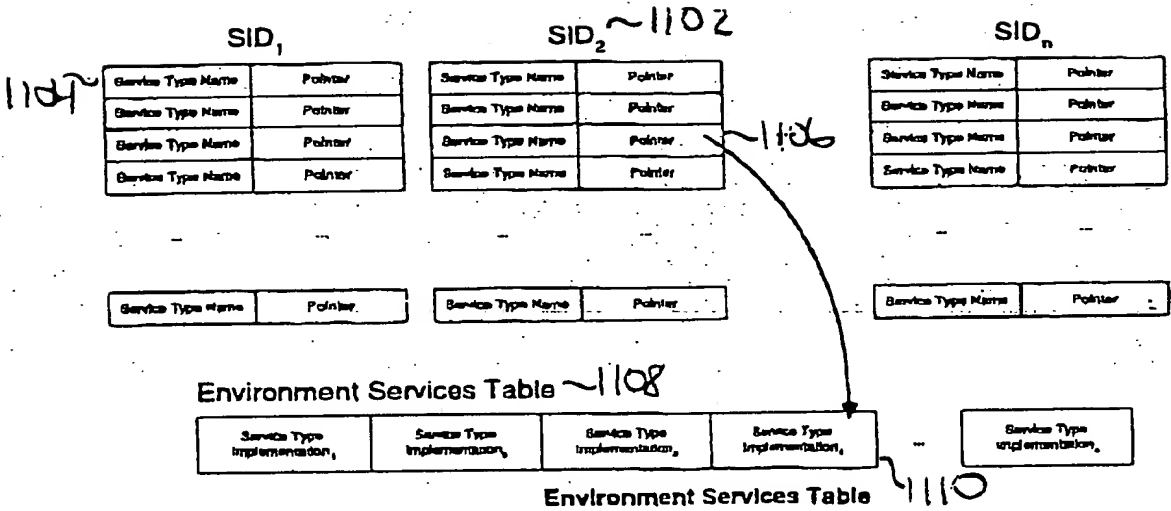 SID1 SID2 ~1102 SIDn
1104~ Service Type Name Pointer Service Type Name Pointer Service Type Name Pointer
Service Type Name Pointer Service Type Name Pointer Service Type Name Pointer
Service Type Name Pointer Service Type Name Pointer ~1106 Service Type Name Pointer
Service Type Name Pointer Service Type Name Pointer Service Type Name Pointer
... ... ... ... ... ...
Service Type Name Pointer Service Type Name Pointer Service Type Name Pointer
Environment Services Table ~1108
Service Type Service Type Service Type Service Type ... Service Type
Implementation Implementation Implementation Implementation Implementation
Environment Services Table ~1110